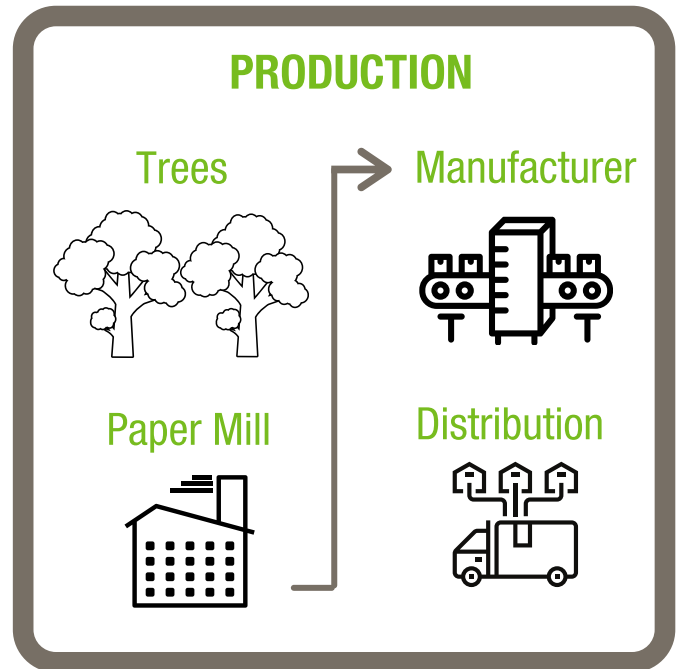 PRODUCTION
Trees
Paper Mill
Manufacturer
Distribution